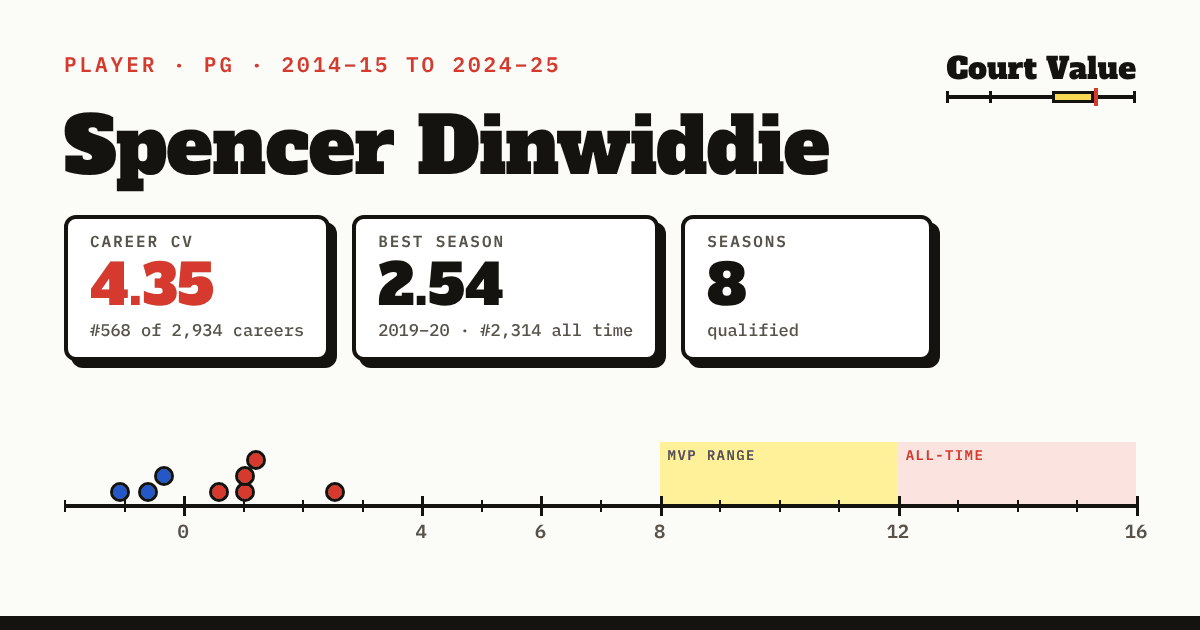 PLAYER · PG · 2014–15 TO 2024–25
Court Value
Spencer Dinwiddie
CAREER CV
4.35
#568 of 2,934 careers
BEST SEASON
2.54
2019–20 · #2,314 all time
SEASONS
8
qualified
MVP RANGE
ALL-TIME
0 4 6 8 12 16